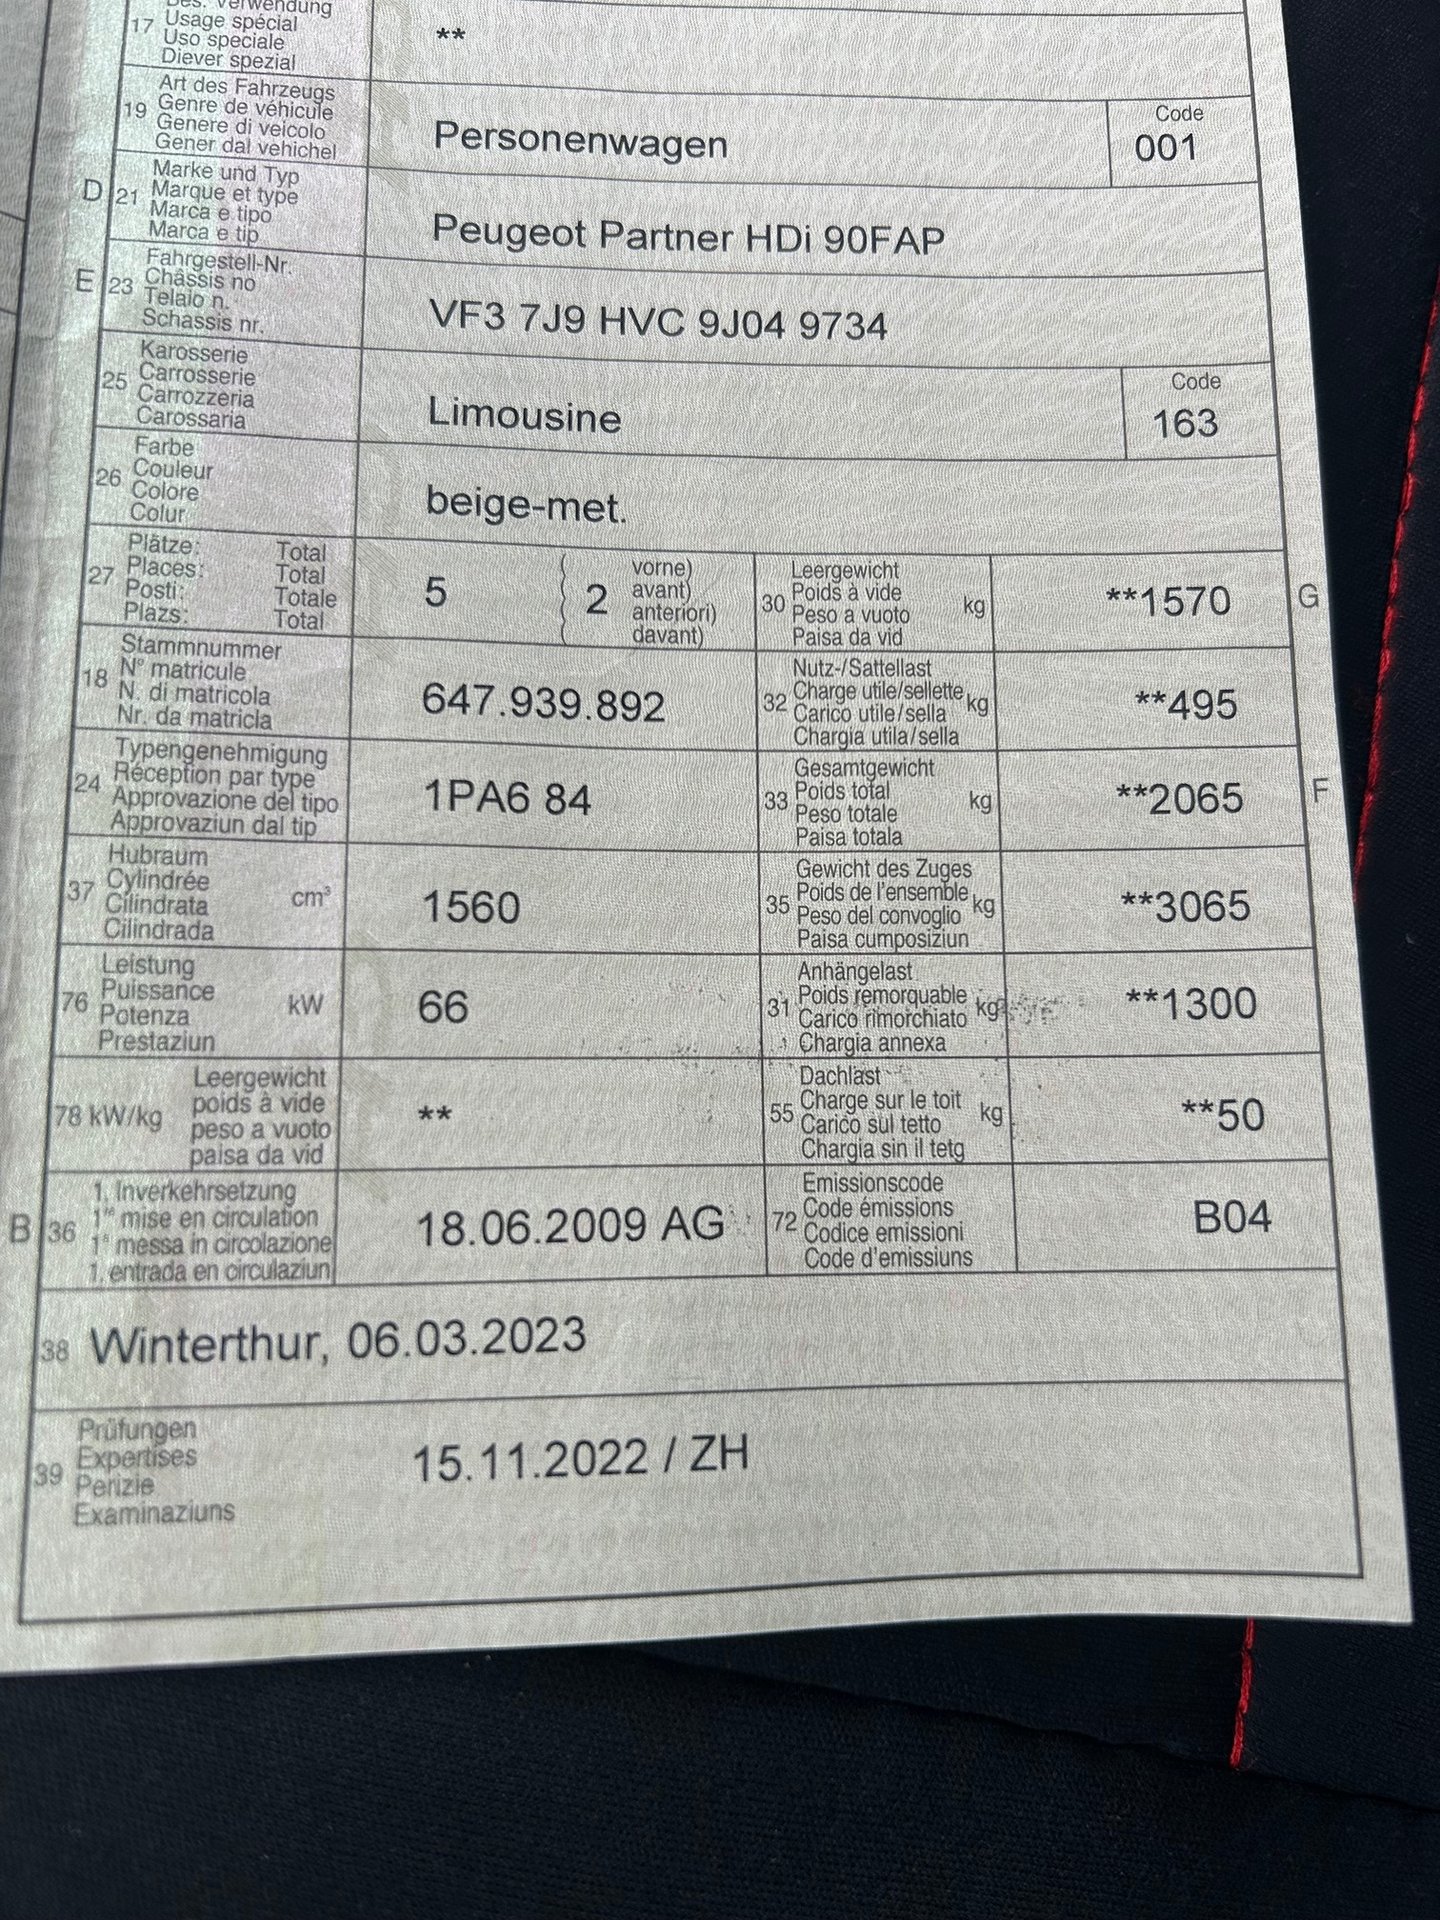 Bes. Verwendung
17 Usage spécial
Uso speciale
Diever spezial
**
Art des Fahrzeugs
19 Genre de véhicule
Genere di veicolo
Gener dal vehichel
Personenwagen
Code
001
Marke und Typ
D 21 Marque et type
Marca e tipo
Marca e tip
Peugeot Partner HDi 90FAP
Fahrgestell-Nr.
E 23 Châssis no
Telaio n.
Schassis nr.
VF3 7J9 HVC 9J04 9734
Karosserie
25 Carrosserie
Carrozzeria
Carossaria
Limousine
Code
163
Farbe
26 Couleur
Colore
Colur
beige-met.
Plätze: Total
27 Places: Total
Posti: Totale
Plazs: Total
5
2
vorne)
avant)
anteriori)
davant)
Leergewicht
30 Poids à vide kg
Peso a vuoto
Paisa da vid
**1570
G
Stammnummer
18 N° matricule
N. di matricola
Nr. da matricla
647.939.892
Nutz-/Sattellast
32 Charge utile/sellette kg
Carico utile/sella
Chargia utila/sella
**495
Typengenehmigung
24 Réception par type
Approvazione del tipo
Approvaziun dal tip
1PA6 84
Gesamtgewicht
33 Poids total kg
Peso totale
Paisa totala
**2065
F
Hubraum
37 Cylindrée cm³
Cilindrata
Cilindrada
1560
Gewicht des Zuges
35 Poids de l'ensemble kg
Peso del convoglio
Paisa cumposiziun
**3065
Leistung
76 Puissance kW
Potenza
Prestaziun
66
Anhängelast
31 Poids remorquable kg
Carico rimorchiato
Chargia annexa
**1300
Leergewicht
78 kW/kg poids à vide
peso a vuoto
paisa da vid
**
Dachlast
55 Charge sur le toit kg
Carico sul tetto
Chargia sin il tetg
**50
1. Inverkehrsetzung
B 36 1re mise en circulation
1a messa in circolazione
1. entrada en circulaziun
18.06.2009 AG
Emissionscode
72 Code émissions
Codice emissioni
Code d'emissiuns
B04
38 Winterthur, 06.03.2023
Prüfungen
39 Expertises
Perizie
Examinaziuns
15.11.2022 / ZH